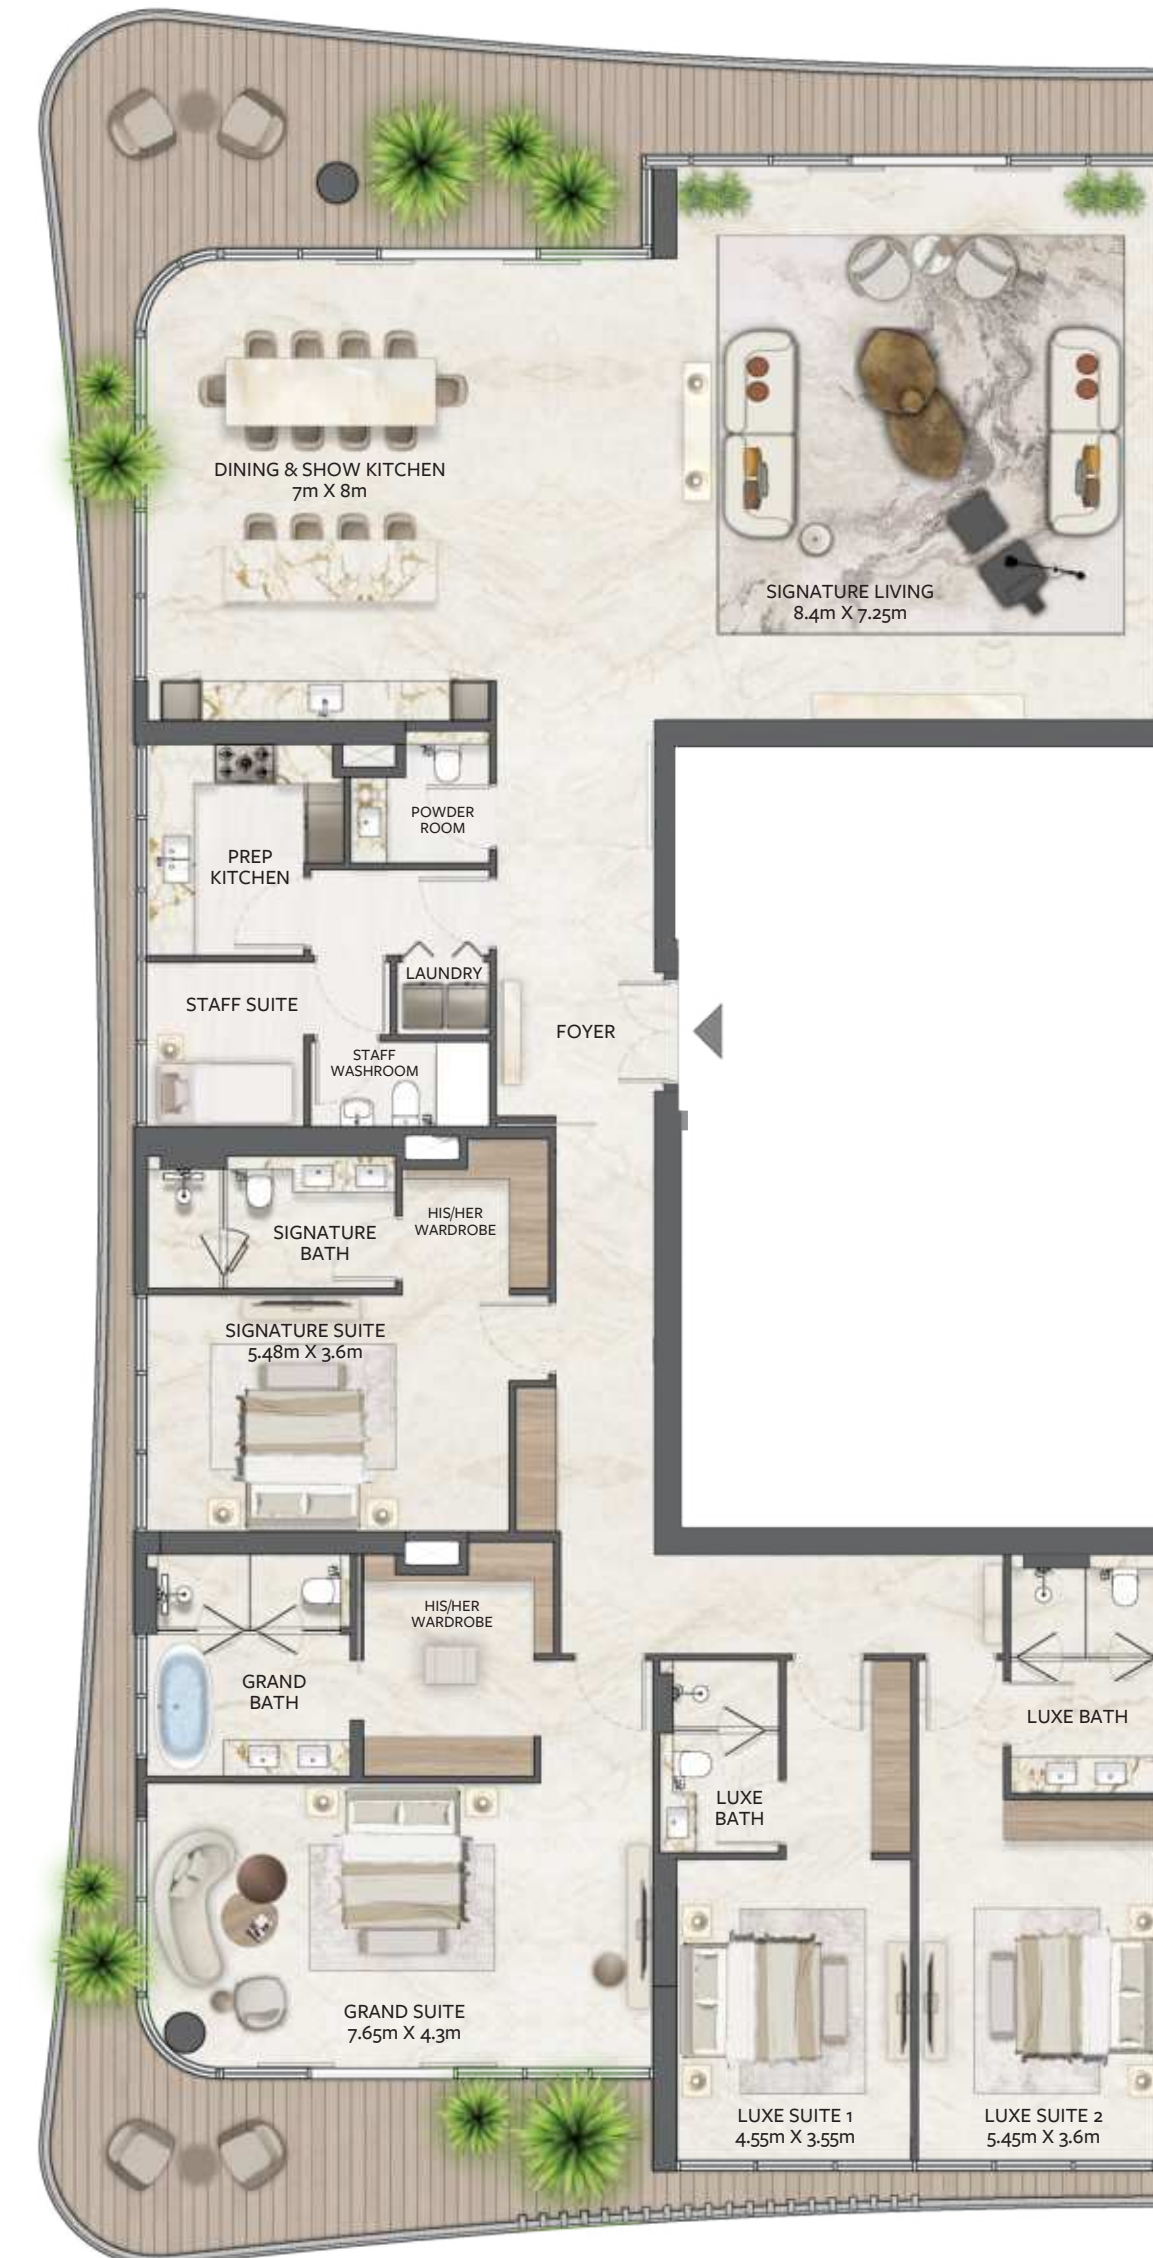 DINING & SHOW KITCHEN
7m X 8m
SIGNATURE LIVING
8.4m X 7.25m
POWDER
ROOM
PREP
KITCHEN
LAUNDRY
STAFF SUITE
FOYER
STAFF
WASHROOM
HIS/HER
WARDROBE
SIGNATURE
BATH
SIGNATURE SUITE
5.48m X 3.6m
HIS/HER
WARDROBE
GRAND
BATH
LUXE BATH
LUXE
BATH
GRAND SUITE
7.65m X 4.3m
LUXE SUITE 1
4.55m X 3.55m
LUXE SUITE 2
5.45m X 3.6m